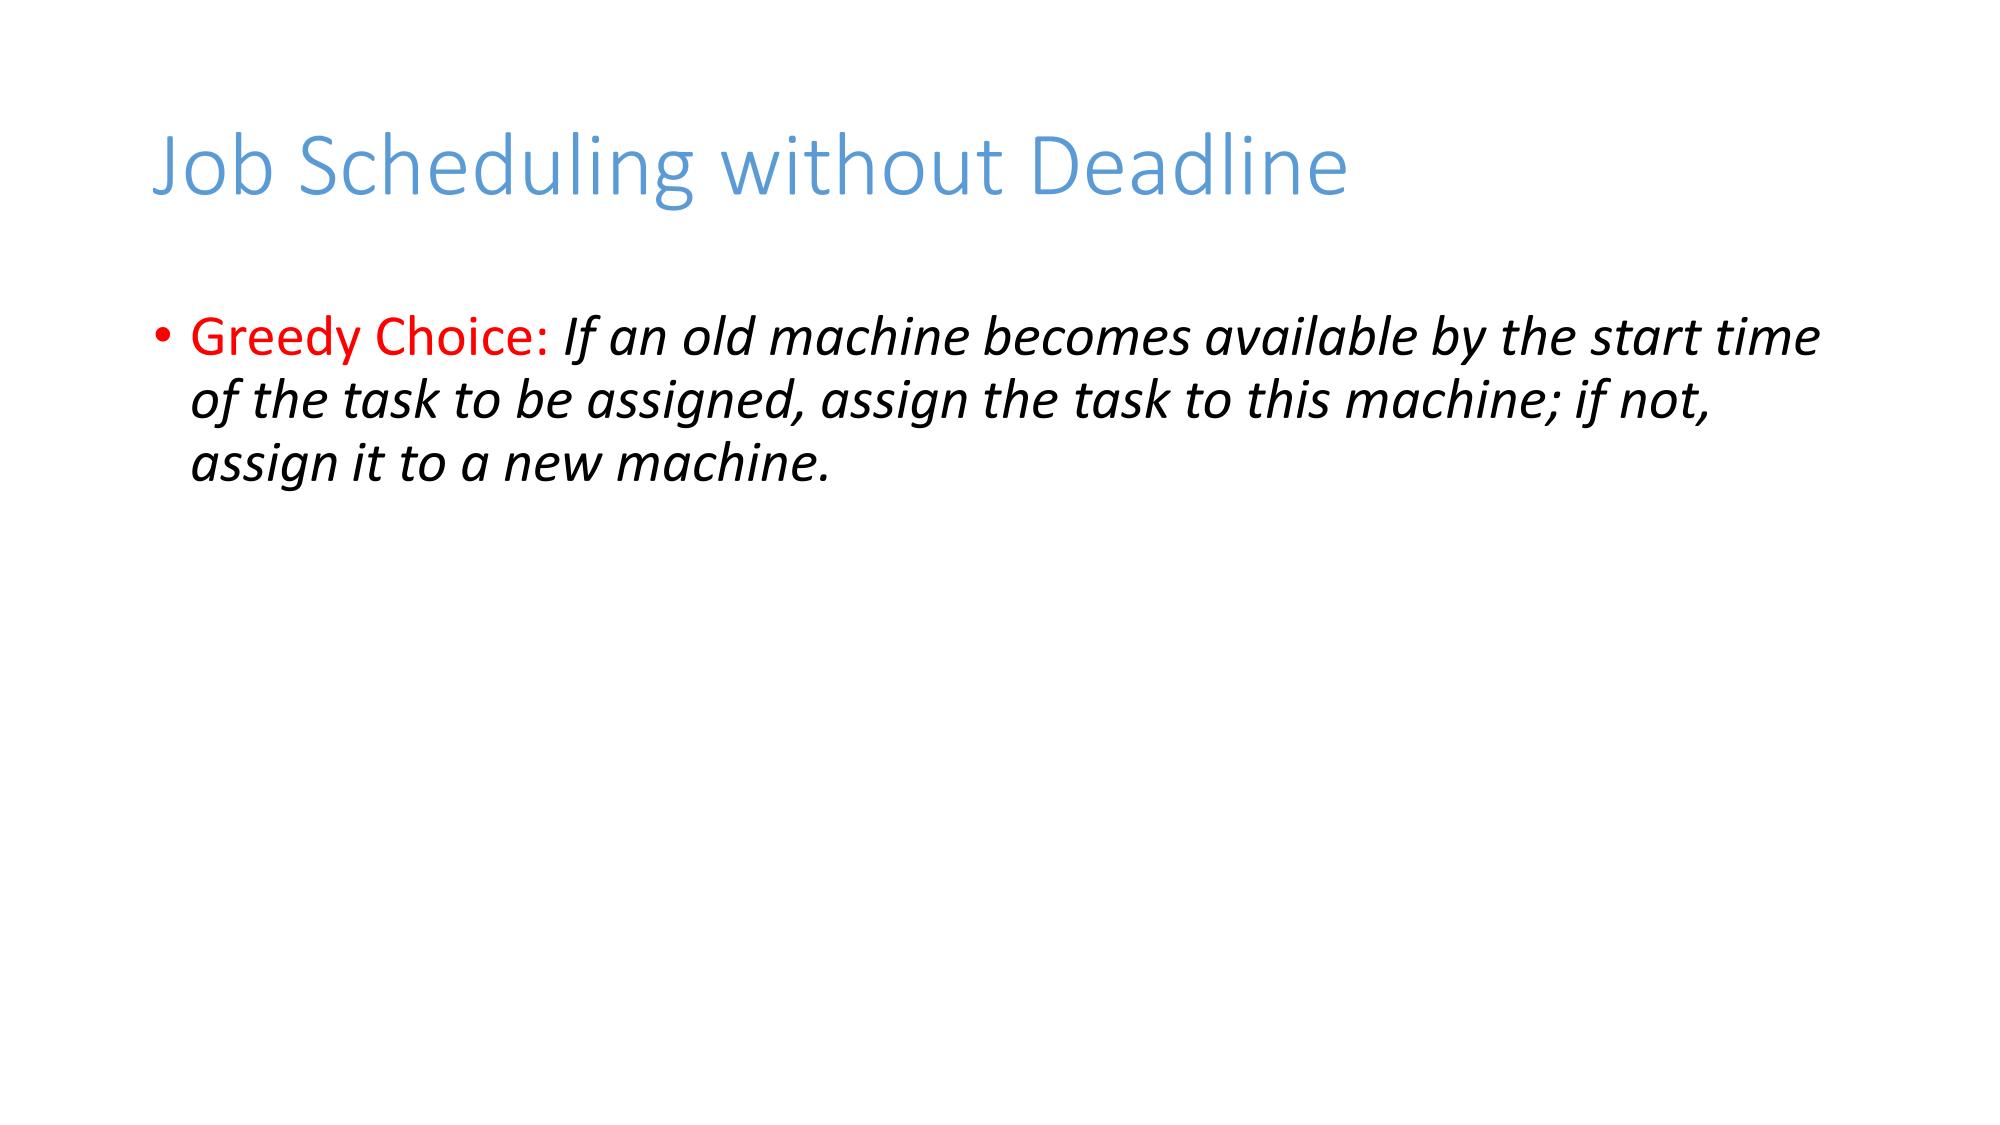 Job Scheduling without Deadline
• Greedy Choice: If an old machine becomes available by the start time
of the task to be assigned, assign the task to this machine; if not,
assign it to a new machine.